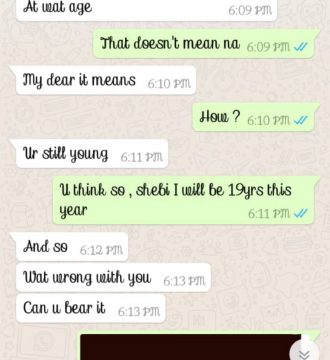 At wat age
6:09 PM
That doesn't mean na 6:09 PM
My dear it means 6:10 PM
How ? 6:10 PM
Ur still young 6:11 PM
U think so , shebi I will be 19yrs this
year 6:11 PM
And so 6:12 PM
Wat wrong with you 6:13 PM
Can u bear it 6:13 PM